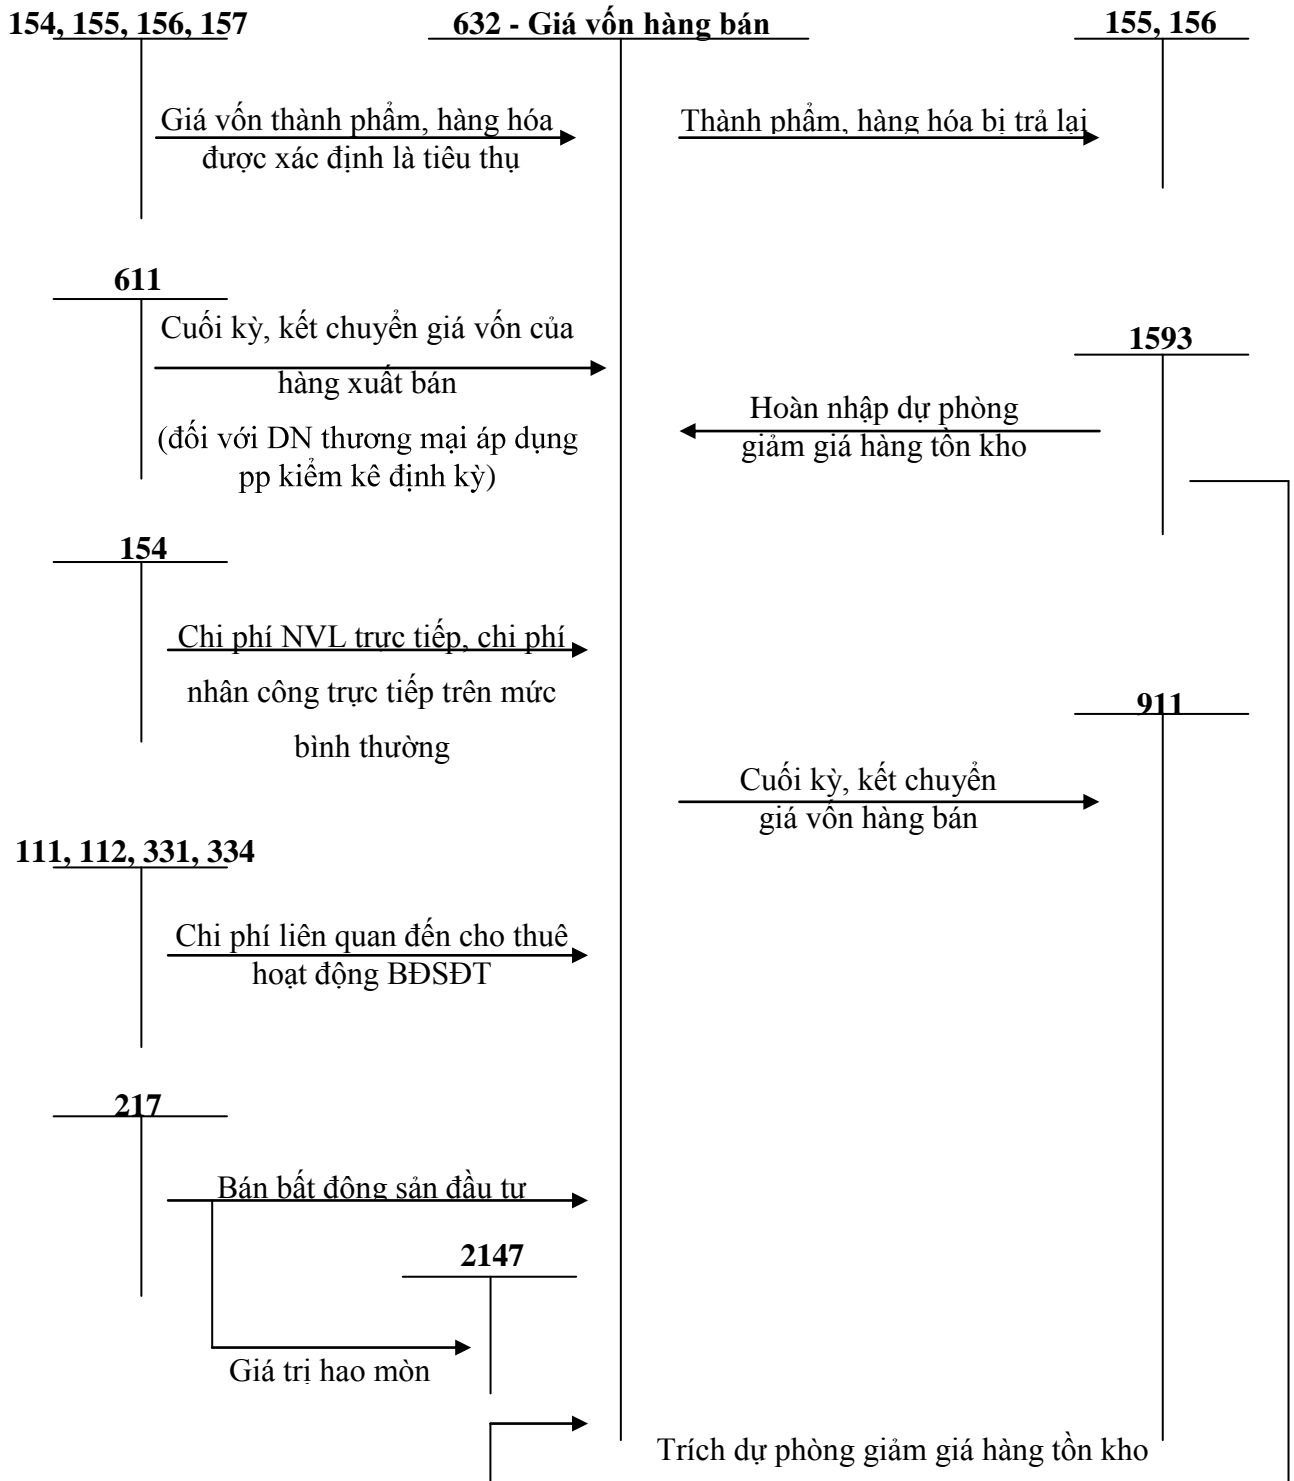 154, 155, 156, 157
632 - Giá vốn hàng bán
155, 156
Giá vốn thành phẩm, hàng hóa
được xác định là tiêu thụ
Thành phẩm, hàng hóa bị trả lại
611
Cuối kỳ, kết chuyển giá vốn của
hàng xuất bán
(đối với DN thương mại áp dụng
pp kiểm kê định kỳ)
1593
Hoàn nhập dự phòng
giảm giá hàng tồn kho
154
Chi phí NVL trực tiếp, chi phí
nhân công trực tiếp trên mức
bình thường
911
Cuối kỳ, kết chuyển
giá vốn hàng bán
111, 112, 331, 334
Chi phí liên quan đến cho thuê
hoạt động BĐSĐT
217
Bán bất động sản đầu tư
2147
Giá trị hao mòn
Trích dự phòng giảm giá hàng tồn kho